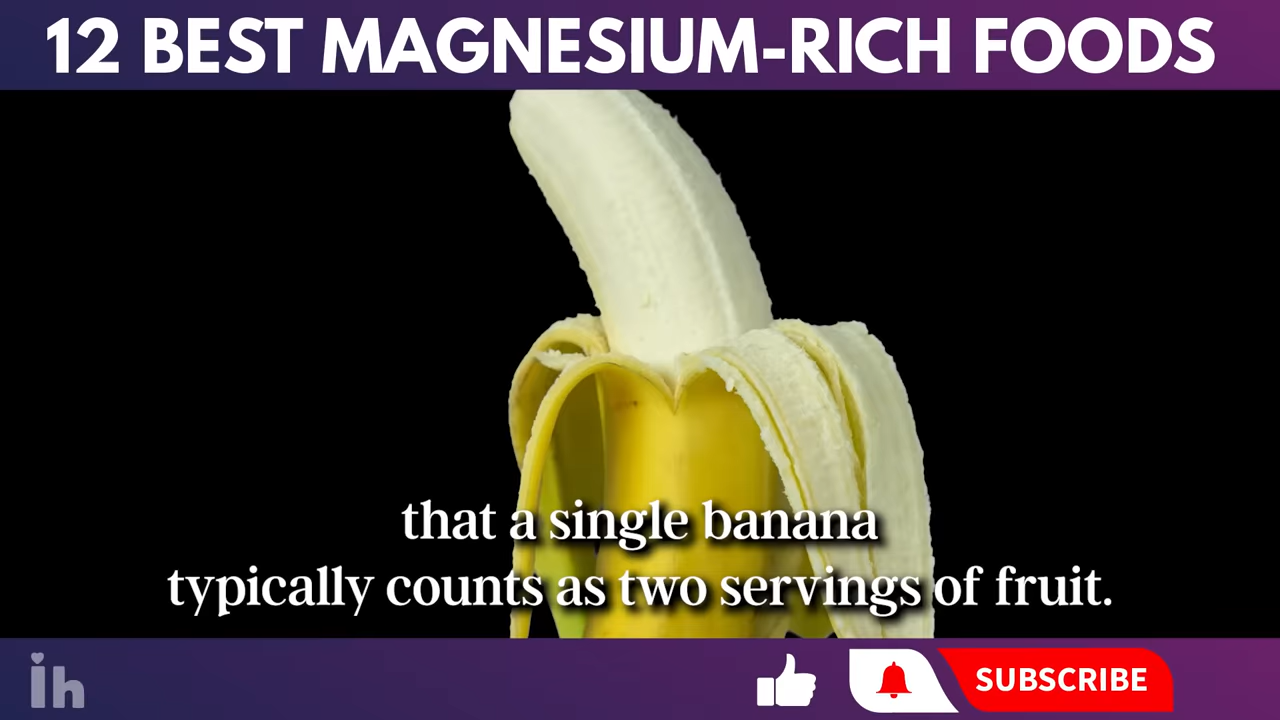 12 BEST MAGNESIUM-RICH FOODS
that a single banana
typically counts as two servings of fruit.
ih
SUBSCRIBE